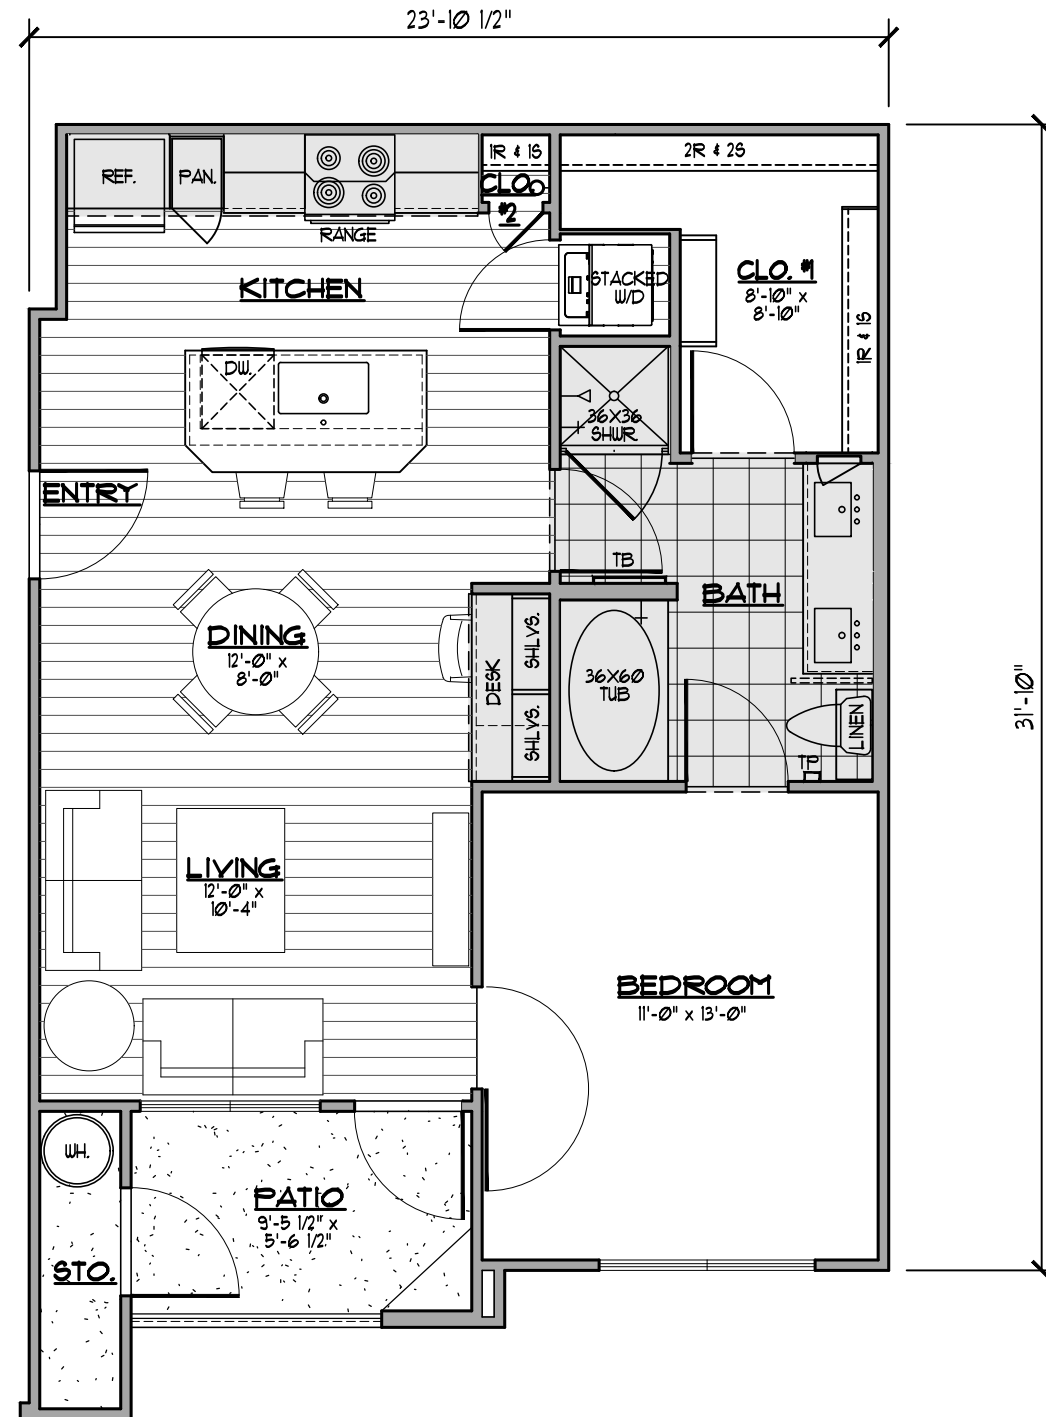 23'-10 1/2"
REF.
PAN.
RANGE
1R & 1S
CLO.
#2
2R & 2S
KITCHEN
STACKED
W/D
CLO. #1
8'-10" x
8'-10"
1R & 1S
DW.
36X36
SHWR
ENTRY
TB
BATH
DINING
12'-0" x
8'-0"
DESK
SHLVS.
SHLVS.
36X60
TUB
LINEN
TP
31'-10"
LIVING
12'-0" x
10'-4"
BEDROOM
11'-0" x 13'-0"
WH.
PATIO
9'-5 1/2" x
5'-6 1/2"
STO.